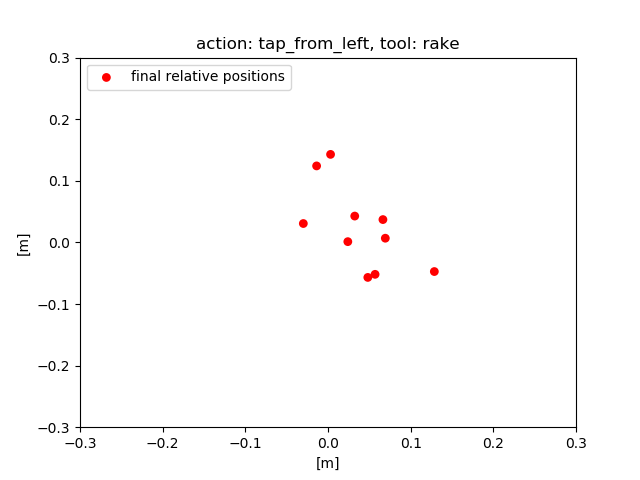 action: tap_from_left, tool: rake
final relative positions
0.3
0.2
0.1
0.0
−0.1
−0.2
−0.3
[m]
−0.3 −0.2 −0.1 0.0 0.1 0.2 0.3
[m]